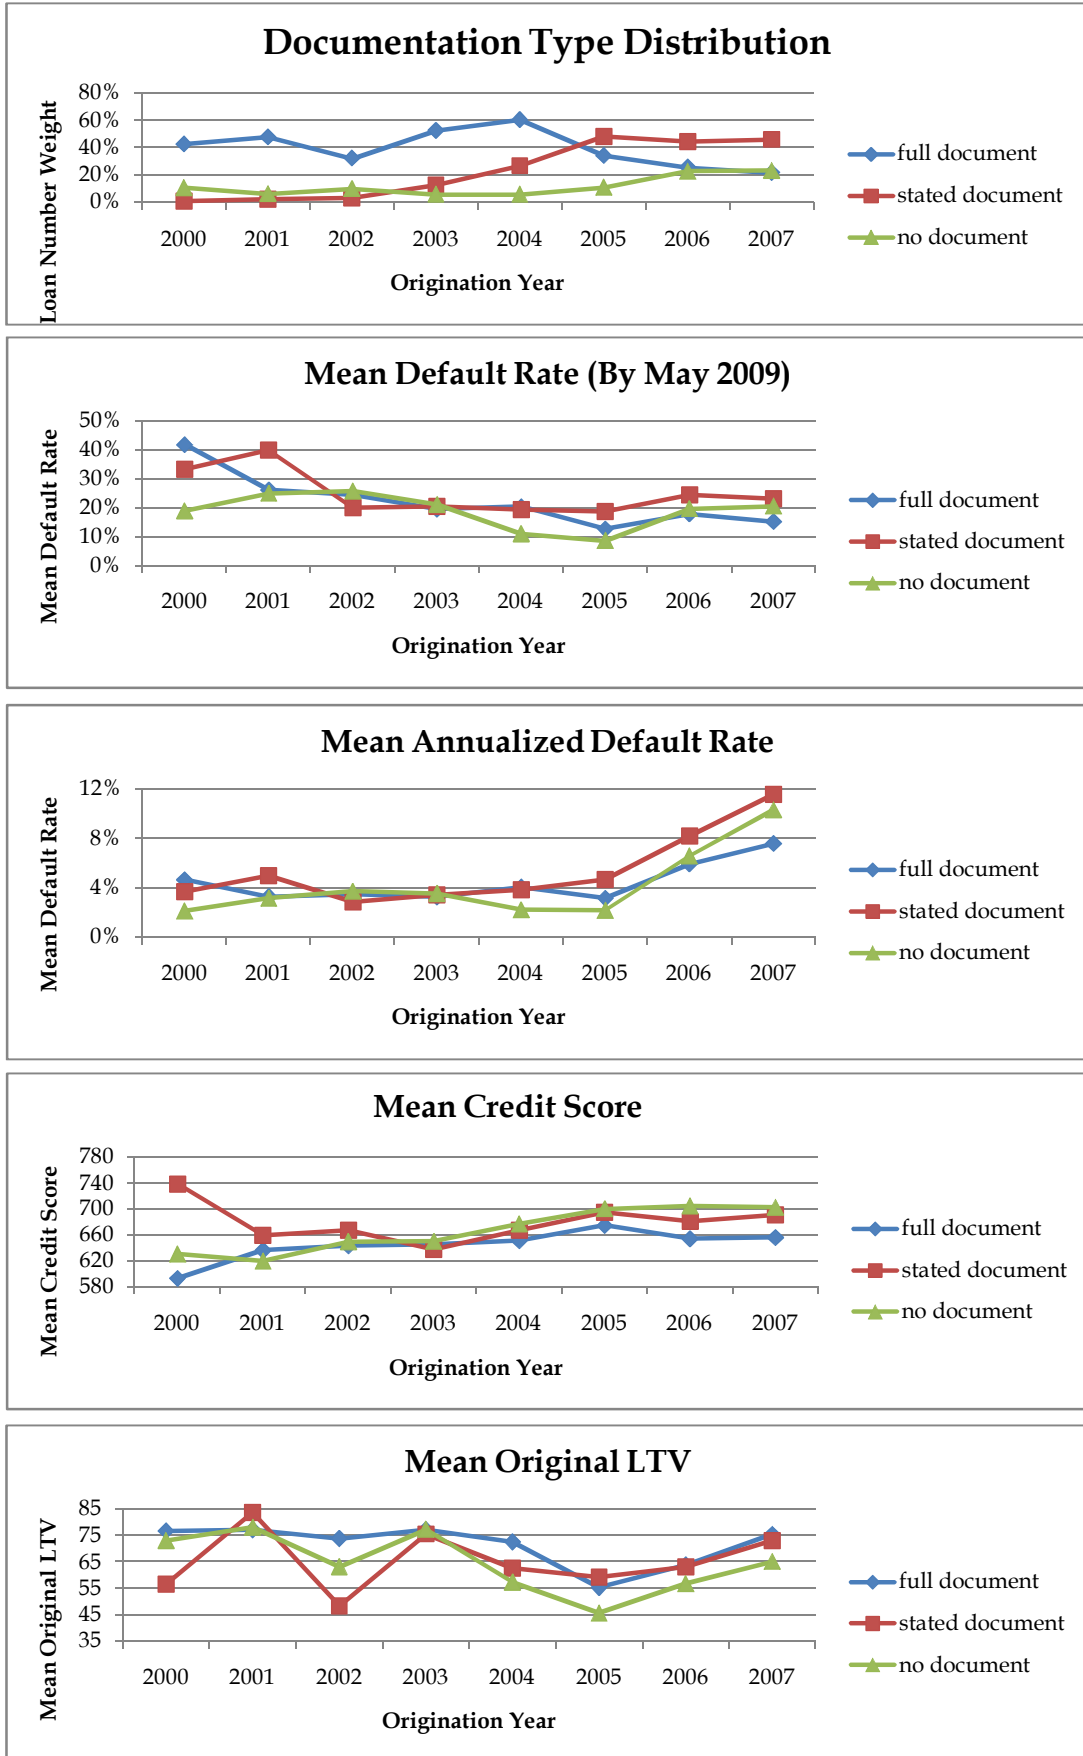 Documentation Type Distribution
Loan Number Weight
80%
60%
40%
20%
0%
2000 2001 2002 2003 2004 2005 2006 2007
Origination Year
full document
stated document
no document
Mean Default Rate (By May 2009)
Mean Default Rate
50%
40%
30%
20%
10%
0%
2000 2001 2002 2003 2004 2005 2006 2007
Origination Year
full document
stated document
no document
Mean Annualized Default Rate
Mean Default Rate
12%
8%
4%
0%
2000 2001 2002 2003 2004 2005 2006 2007
Origination Year
full document
stated document
no document
Mean Credit Score
Mean Credit Score
780
740
700
660
620
580
2000 2001 2002 2003 2004 2005 2006 2007
Origination Year
full document
stated document
no document
Mean Original LTV
Mean Original LTV
85
75
65
55
45
35
2000 2001 2002 2003 2004 2005 2006 2007
Origination Year
full document
stated document
no document